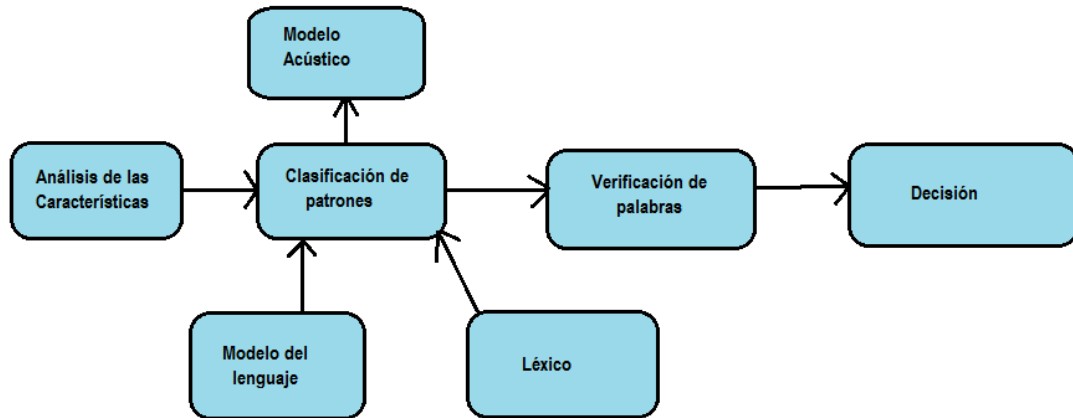 Modelo
Acústico
Análisis de las
Características
Clasificación de
patrones
Verificación de
palabras
Decisión
Modelo del
lenguaje
Léxico